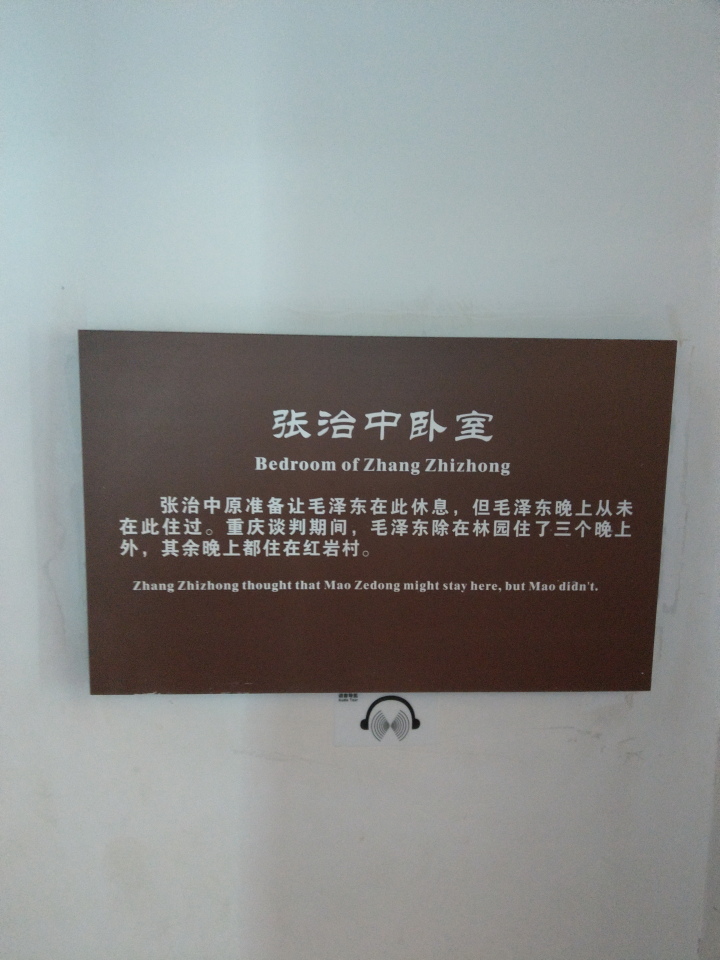 张治中卧室
Bedroom of Zhang Zhizhong
张治中原准备让毛泽东在此休息，但毛泽东晚上从未
在此住过。重庆谈判期间，毛泽东除在林园住了三个晚上
外，其余晚上都住在红岩村。
Zhang Zhizhong thought that Mao Zedong might stay here, but Mao didn't.